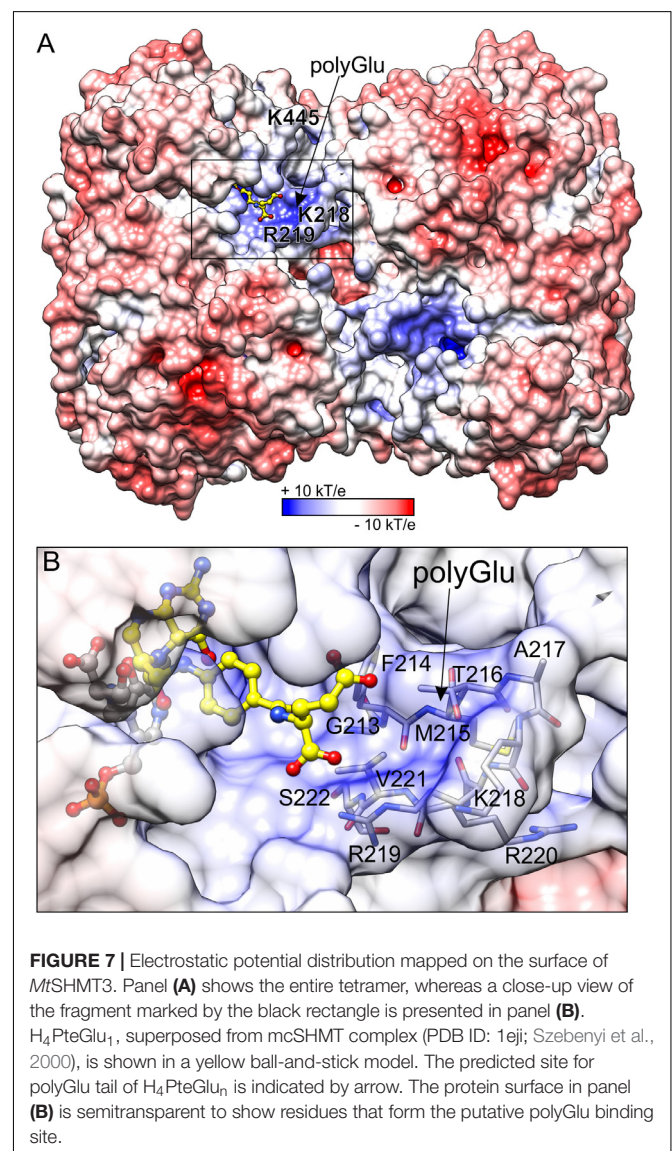 A
polyGlu
K445
K218
R219
+ 10 kT/e
- 10 kT/e
B
polyGlu
F214
T216
A217
G213
M215
S222
V221
K218
R219
R220
FIGURE 7 | Electrostatic potential distribution mapped on the surface of
MtSHMT3. Panel (A) shows the entire tetramer, whereas a close-up view of
the fragment marked by the black rectangle is presented in panel (B).
H₄PteGlu₁, superposed from mcSHMT complex (PDB ID: 1eji; Szebenyi et al.,
2000), is shown in a yellow ball-and-stick model. The predicted site for
polyGlu tail of H₄PteGluₙ is indicated by arrow. The protein surface in panel
(B) is semitransparent to show residues that form the putative polyGlu binding
site.